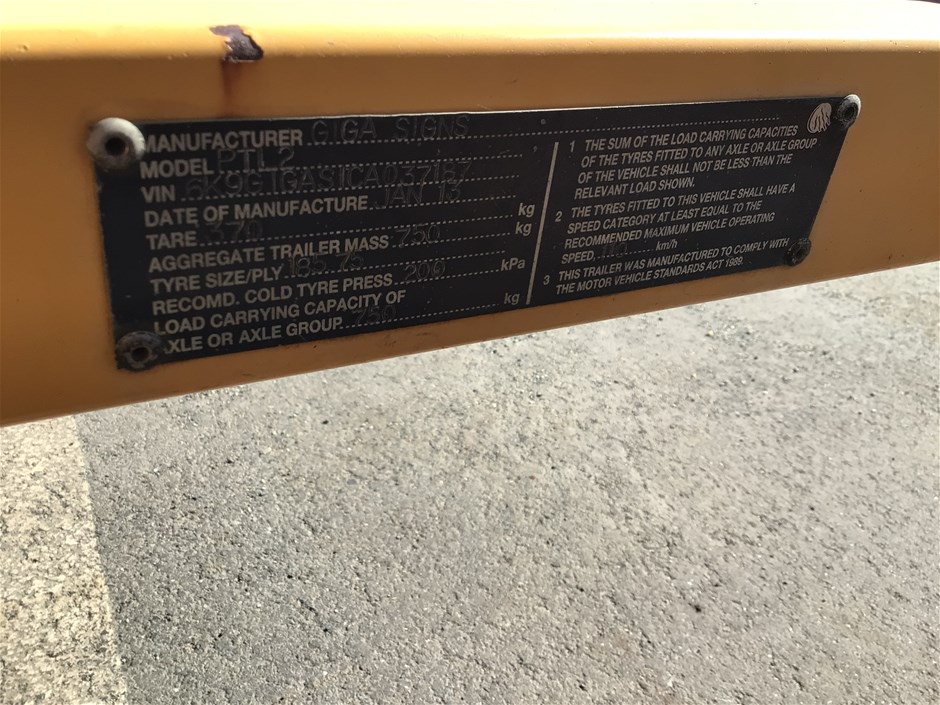 MANUFACTURER GIGA SIGNS
MODEL PTL2
VIN
DATE OF MANUFACTURE JAN 13
TARE 370 kg
AGGREGATE TRAILER MASS 750 kg
TYRE SIZE/PLY 185 75
RECOMD. COLD TYRE PRESS. 200 kPa
LOAD CARRYING CAPACITY OF
AXLE OR AXLE GROUP 750 kg
1 THE SUM OF THE LOAD CARRYING CAPACITIES
OF THE TYRES FITTED TO ANY AXLE OR AXLE GROUP
OF THE VEHICLE SHALL NOT BE LESS THAN THE
RELEVANT LOAD SHOWN.
2 THE TYRES FITTED TO THIS VEHICLE SHALL HAVE A
SPEED CATEGORY AT LEAST EQUAL TO THE
RECOMMENDED MAXIMUM VEHICLE OPERATING
SPEED km/h
3 THIS TRAILER WAS MANUFACTURED TO COMPLY WITH
THE MOTOR VEHICLE STANDARDS ACT 1989.